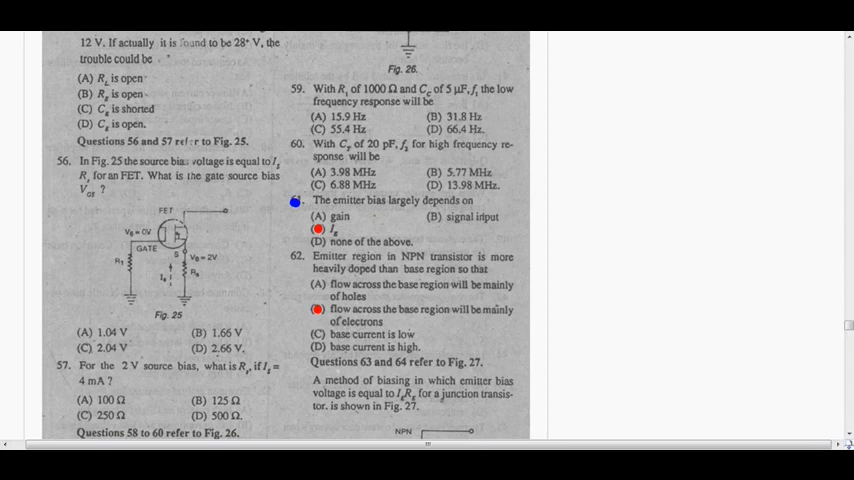 12 V. If actually it is found to be 28° V, the
trouble could be
(A) R_L is open
(B) R_g is open
(C) C_g is shorted
(D) C_g is open.
Questions 56 and 57 refer to Fig. 25.
56. In Fig. 25 the source bias voltage is equal to I_s
R_s for an FET. What is the gate source bias
V_GS ?
FET
V_G = 0V
GATE
S
V_S = 2V
R_1
I_s
R_s
Fig. 25
(A) 1.04 V (B) 1.66 V
(C) 2.04 V (D) 2.66 V.
57. For the 2 V source bias, what is R_s, if I_s =
4 mA ?
(A) 100 Ω (B) 125 Ω
(C) 250 Ω (D) 500 Ω.
Questions 58 to 60 refer to Fig. 26.
Fig. 26.
59. With R_1 of 1000 Ω and C_C of 5 μF, f_1 the low
frequency response will be
(A) 15.9 Hz (B) 31.8 Hz
(C) 55.4 Hz (D) 66.4 Hz.
60. With C_T of 20 pF, f_2 for high frequency re-
sponse will be
(A) 3.98 MHz (B) 5.77 MHz
(C) 6.88 MHz (D) 13.98 MHz.
The emitter bias largely depends on
(A) gain (B) signal input
I_E
(D) none of the above.
62. Emitter region in NPN transistor is more
heavily doped than base region so that
(A) flow across the base region will be mainly
of holes
flow across the base region will be mainly
of electrons
(C) base current is low
(D) base current is high.
Questions 63 and 64 refer to Fig. 27.
A method of biasing in which emitter bias
voltage is equal to I_E R_E for a junction transis-
tor. is shown in Fig. 27.
NPN